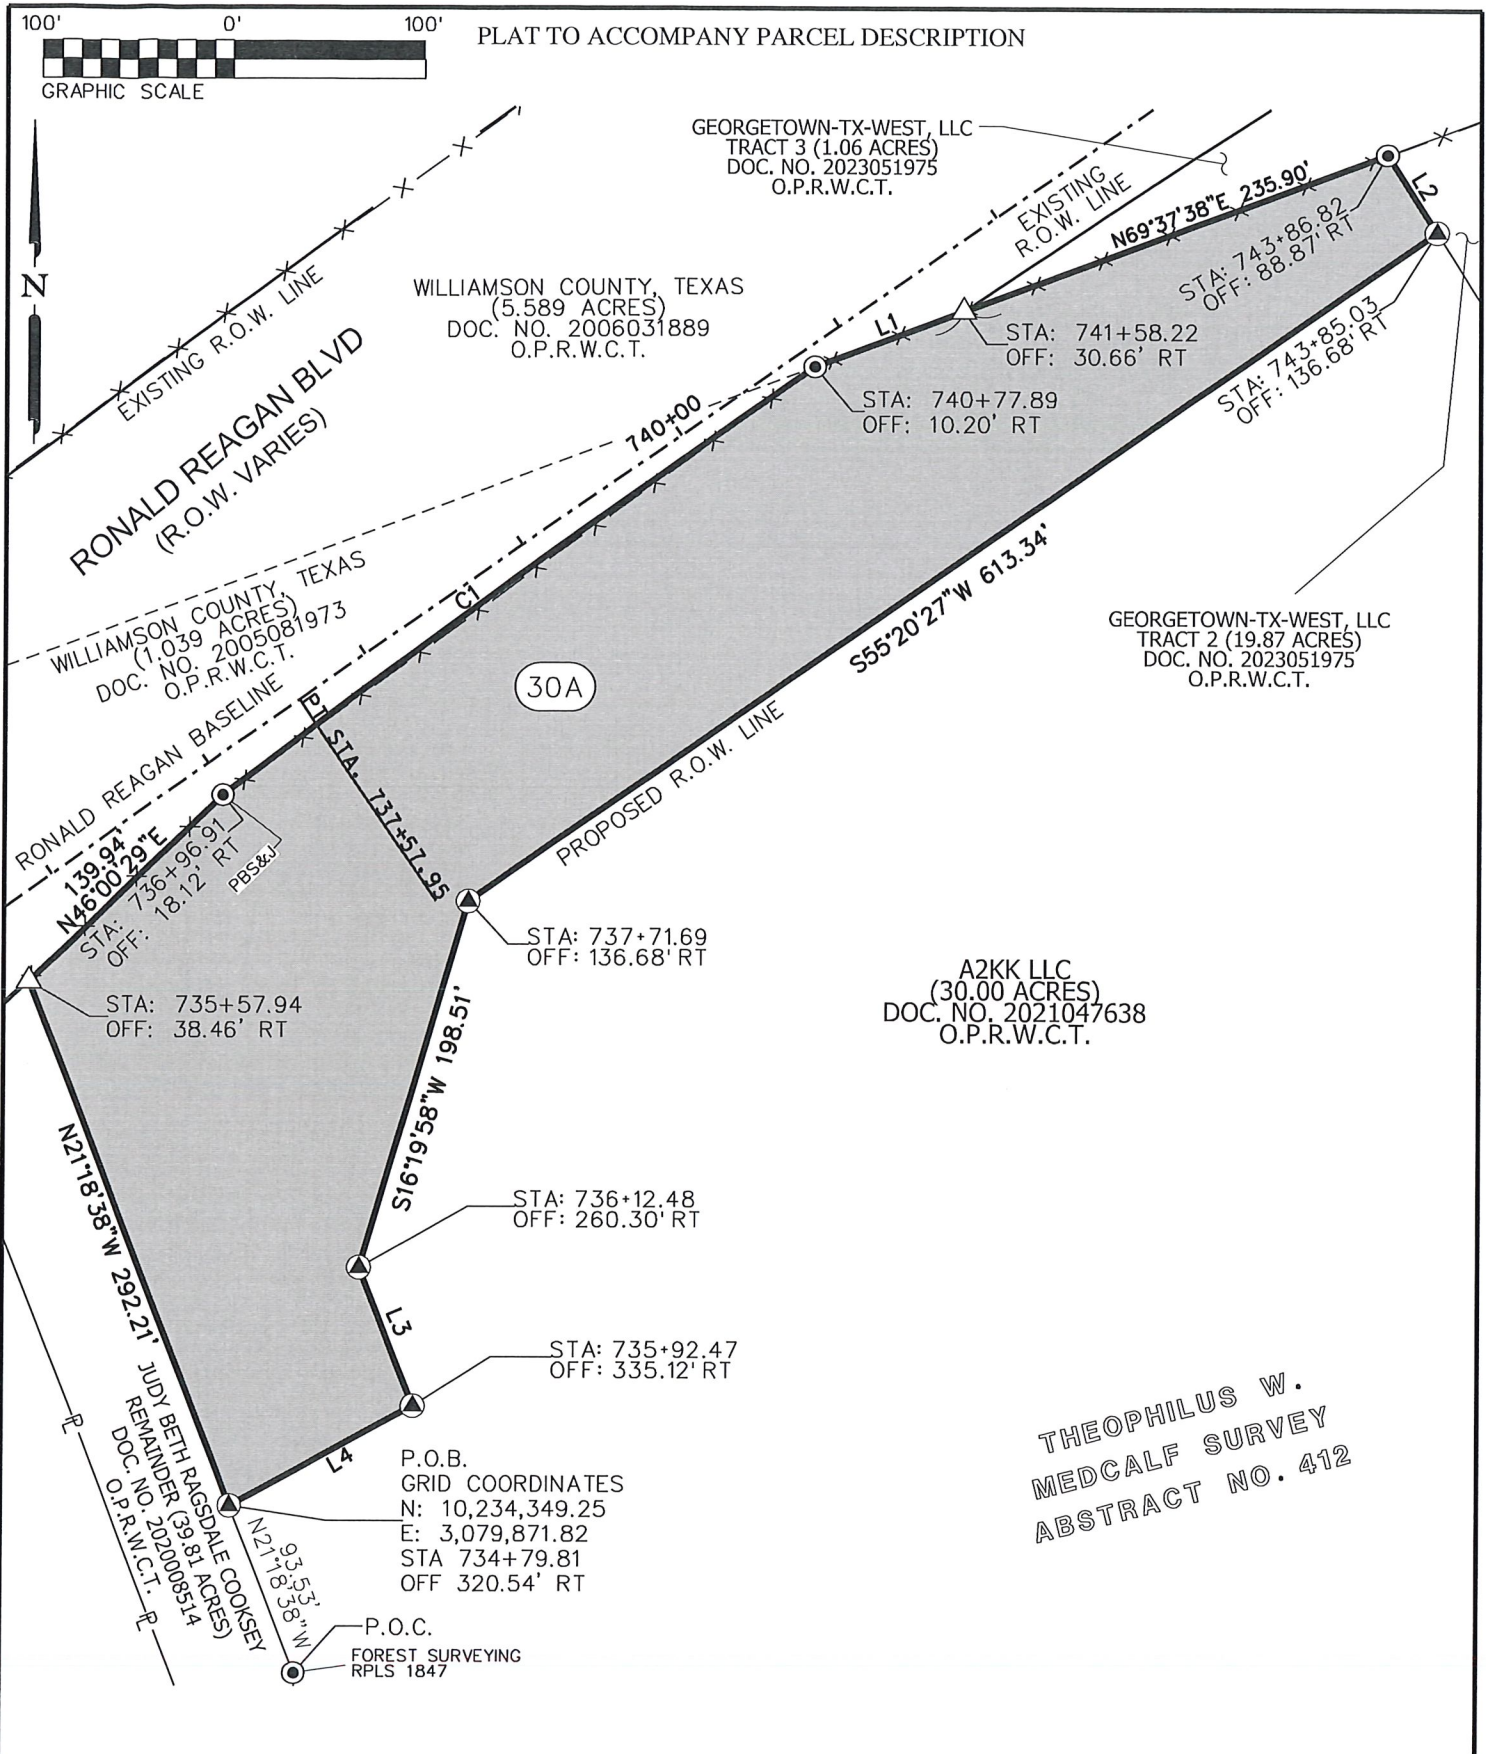 100' 0' 100'
GRAPHIC SCALE
PLAT TO ACCOMPANY PARCEL DESCRIPTION
N
GEORGETOWN-TX-WEST, LLC
TRACT 3 (1.06 ACRES)
DOC. NO. 2023051975
O.P.R.W.C.T.
EXISTING
R.O.W. LINE
N69°37'38"E 235.90'
L2
STA: 743+86.82
OFF: 88.87' RT
EXISTING R.O.W. LINE
WILLIAMSON COUNTY, TEXAS
(5.589 ACRES)
DOC. NO. 2006031889
O.P.R.W.C.T.
L1
STA: 741+58.22
OFF: 30.66' RT
STA: 743+85.03
OFF: 136.68' RT
RONALD REAGAN BLVD
(R.O.W. VARIES)
740+00
STA: 740+77.89
OFF: 10.20' RT
WILLIAMSON COUNTY, TEXAS
(1.039 ACRES)
DOC. NO. 2005081973
O.P.R.W.C.T.
C1
S55°20'27"W 613.34'
GEORGETOWN-TX-WEST, LLC
TRACT 2 (19.87 ACRES)
DOC. NO. 2023051975
O.P.R.W.C.T.
30A
RONALD REAGAN BASELINE
PT STA. 737+57.95
PROPOSED R.O.W. LINE
139.94'
N46°00'29"E
STA: 736+96.91
OFF: 18.12' RT
PBS&J
STA: 737+71.69
OFF: 136.68' RT
STA: 735+57.94
OFF: 38.46' RT
A2KK LLC
(30.00 ACRES)
DOC. NO. 2021047638
O.P.R.W.C.T.
S16°19'58"W 198.51'
N21°18'38"W 292.21'
STA: 736+12.48
OFF: 260.30' RT
L3
STA: 735+92.47
OFF: 335.12' RT
L4
JUDY BETH RAGSDALE COOKSEY
REMAINDER (39.81 ACRES)
DOC. NO. 2020008514
O.P.R.W.C.T.
P
P
P.O.B.
GRID COORDINATES
N: 10,234,349.25
E: 3,079,871.82
STA 734+79.81
OFF 320.54' RT
THEOPHILUS W.
MEDCALF SURVEY
ABSTRACT NO. 412
93.53'
N21°18'38"W
P.O.C.
FOREST SURVEYING
RPLS 1847